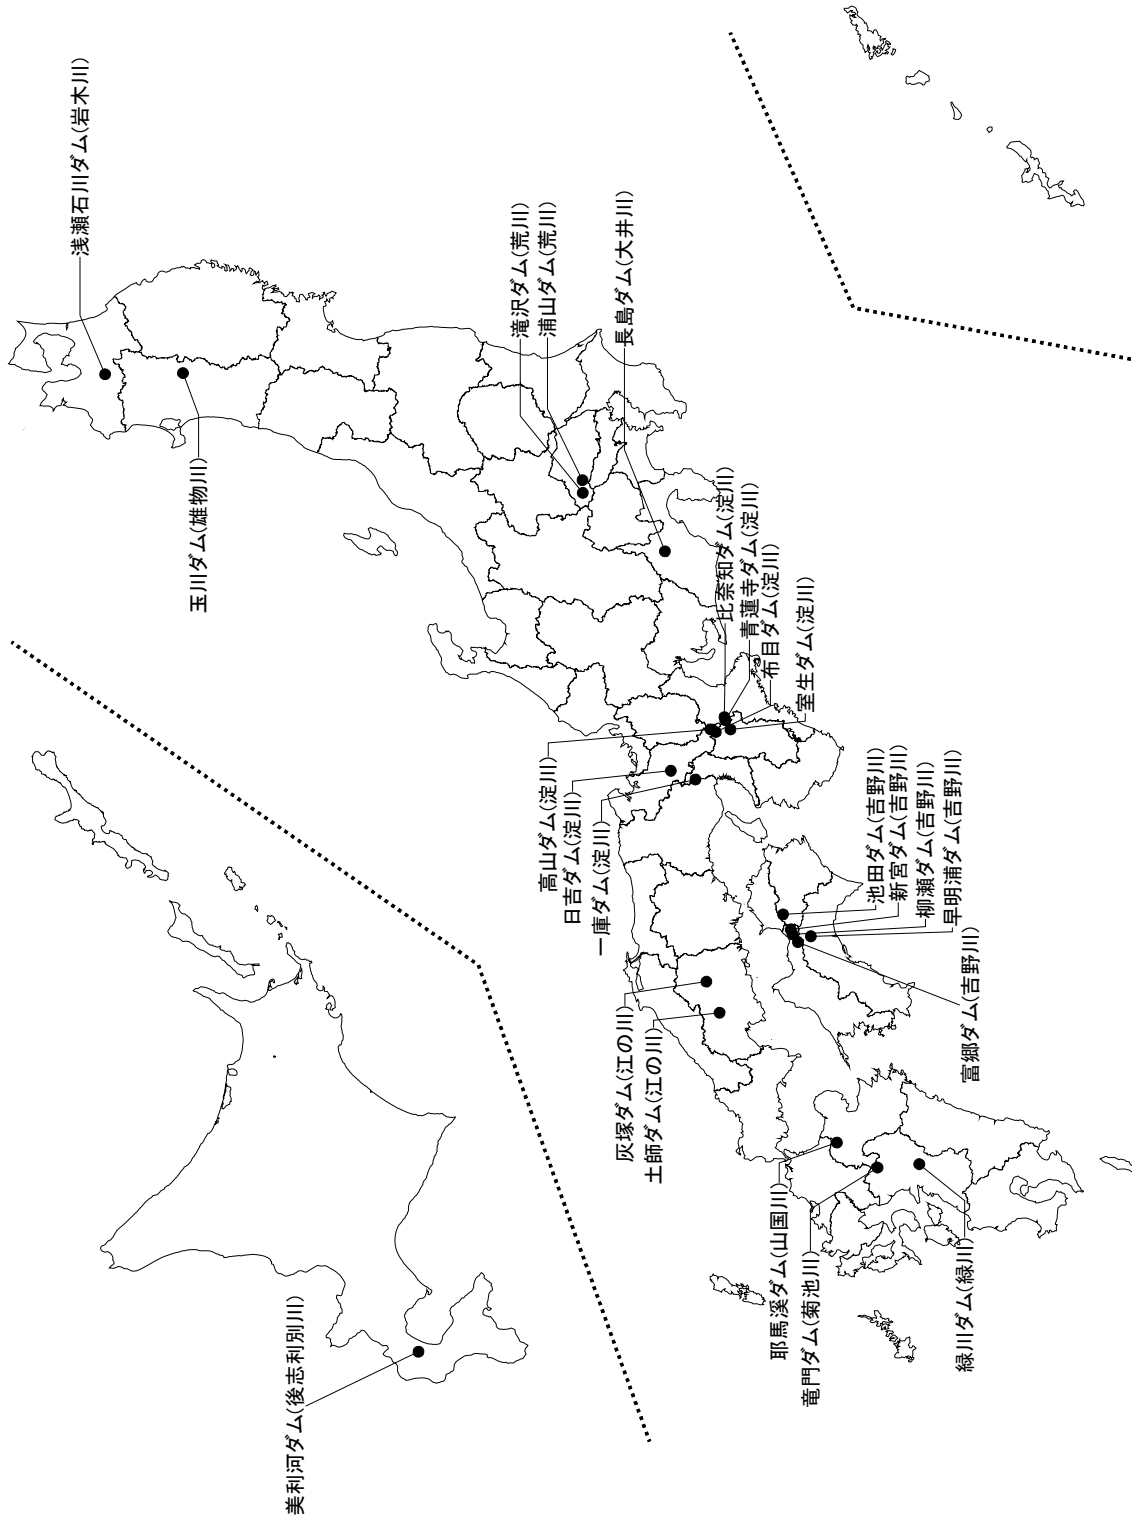 浅瀬石川ダム(岩木川)
玉川ダム(雄物川)
滝沢ダム(荒川)
浦山ダム(荒川)
長島ダム(大井川)
比奈知ダム(淀川)
青蓮寺ダム(淀川)
布目ダム(淀川)
室生ダム(淀川)
高山ダム(淀川)
日吉ダム(淀川)
一庫ダム(淀川)
池田ダム(吉野川)
新宮ダム(吉野川)
柳瀬ダム(吉野川)
早明浦ダム(吉野川)
富郷ダム(吉野川)
灰塚ダム(江の川)
土師ダム(江の川)
耶馬溪ダム(山国川)
竜門ダム(菊池川)
緑川ダム(緑川)
美利河ダム(後志利別川)